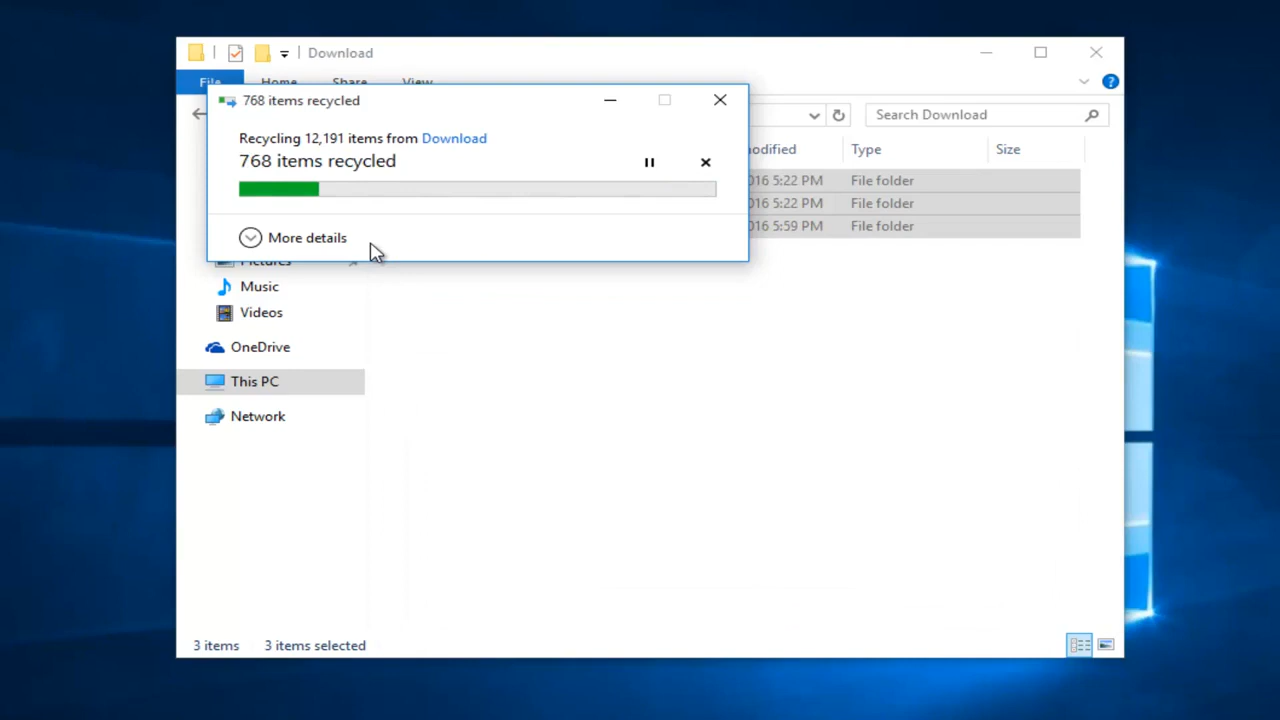 Download
File Home Share View
768 items recycled
Recycling 12,191 items from Download
768 items recycled
More details
Search Download
Type Size
016 5:22 PM File folder
016 5:22 PM File folder
016 5:59 PM File folder
Pictures
Music
Videos
OneDrive
This PC
Network
3 items 3 items selected